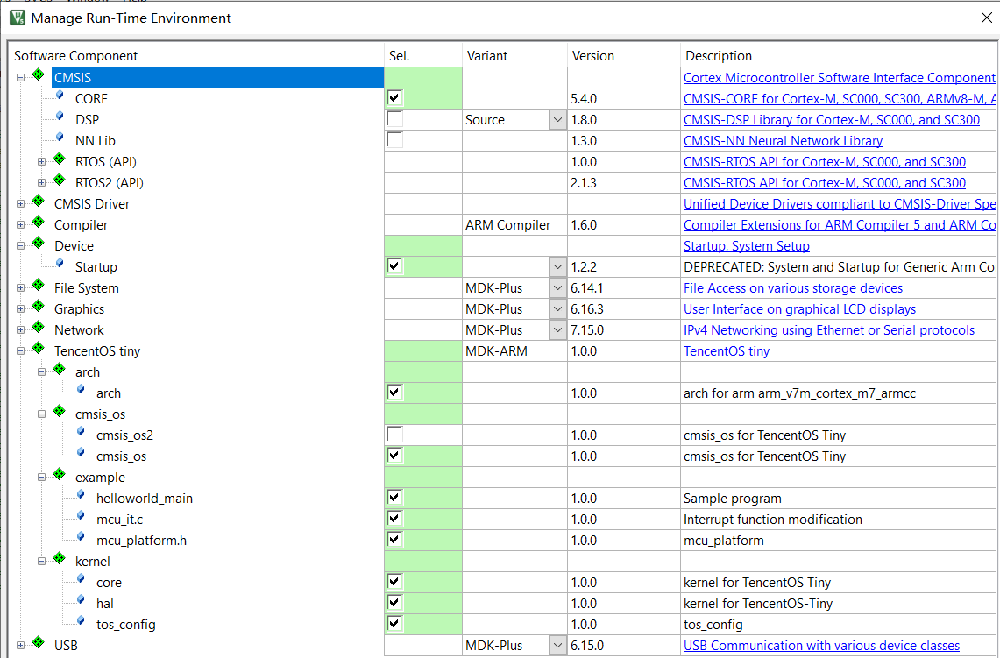 Manage Run-Time Environment
Software Component Sel. Variant Version Description
CMSIS Cortex Microcontroller Software Interface Component
CORE 5.4.0 CMSIS-CORE for Cortex-M, SC000, SC300, ARMv8-M, A
DSP Source 1.8.0 CMSIS-DSP Library for Cortex-M, SC000, and SC300
NN Lib 1.3.0 CMSIS-NN Neural Network Library
RTOS (API) 1.0.0 CMSIS-RTOS API for Cortex-M, SC000, and SC300
RTOS2 (API) 2.1.3 CMSIS-RTOS API for Cortex-M, SC000, and SC300
CMSIS Driver Unified Device Drivers compliant to CMSIS-Driver Spe
Compiler ARM Compiler 1.6.0 Compiler Extensions for ARM Compiler 5 and ARM Co
Device Startup, System Setup
Startup 1.2.2 DEPRECATED: System and Startup for Generic Arm Cor
File System MDK-Plus 6.14.1 File Access on various storage devices
Graphics MDK-Plus 6.16.3 User Interface on graphical LCD displays
Network MDK-Plus 7.15.0 IPv4 Networking using Ethernet or Serial protocols
TencentOS tiny MDK-ARM 1.0.0 TencentOS tiny
arch
arch 1.0.0 arch for arm arm_v7m_cortex_m7_armcc
cmsis_os
cmsis_os2 1.0.0 cmsis_os for TencentOS Tiny
cmsis_os 1.0.0 cmsis_os for TencentOS Tiny
example
helloworld_main 1.0.0 Sample program
mcu_it.c 1.0.0 Interrupt function modification
mcu_platform.h 1.0.0 mcu_platform
kernel
core 1.0.0 kernel for TencentOS Tiny
hal 1.0.0 kernel for TencentOS-Tiny
tos_config 1.0.0 tos_config
USB MDK-Plus 6.15.0 USB Communication with various device classes